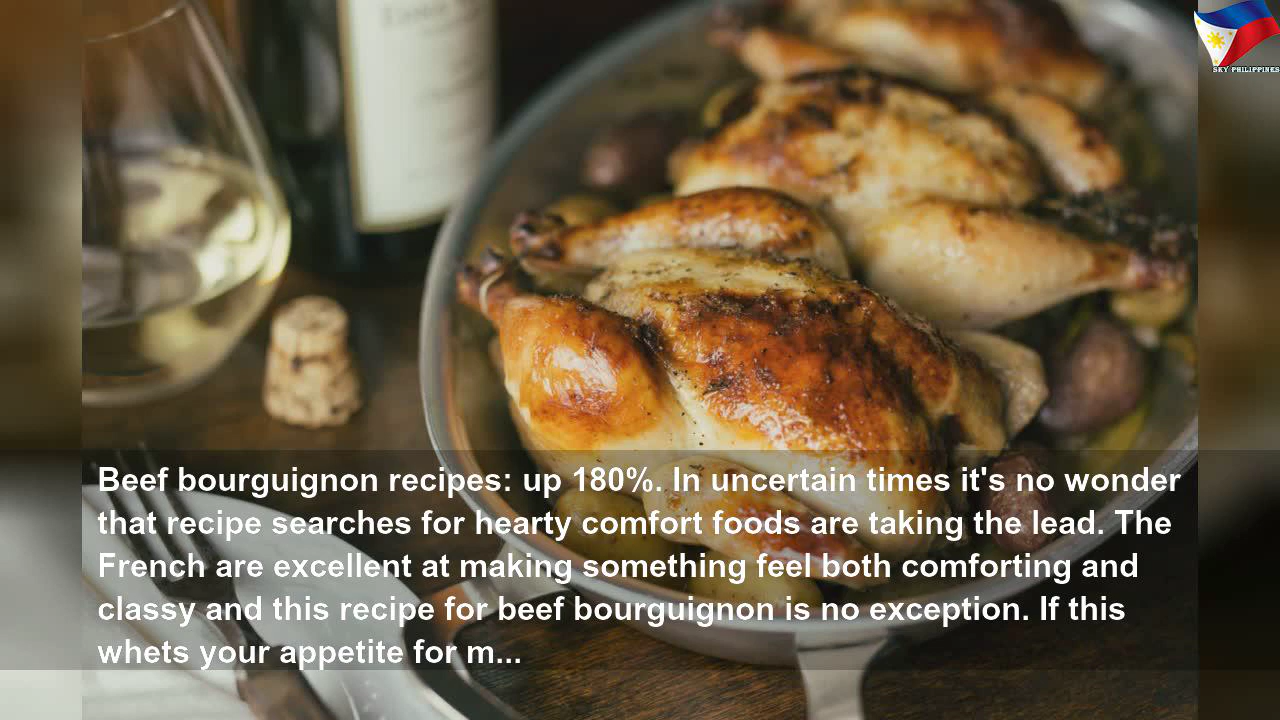 SKY PHILIPPINES
Beef bourguignon recipes: up 180%. In uncertain times it's no wonder
that recipe searches for hearty comfort foods are taking the lead. The
French are excellent at making something feel both comforting and
classy and this recipe for beef bourguignon is no exception. If this
whets your appetite for m...